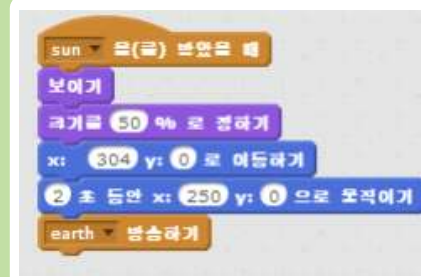 sun 을(를) 받았을 때
보이기
크기를 50 % 로 정하기
x: 304 y: 0 로 이동하기
2 초 동안 x: 250 y: 0 으로 움직이기
earth 방송하기